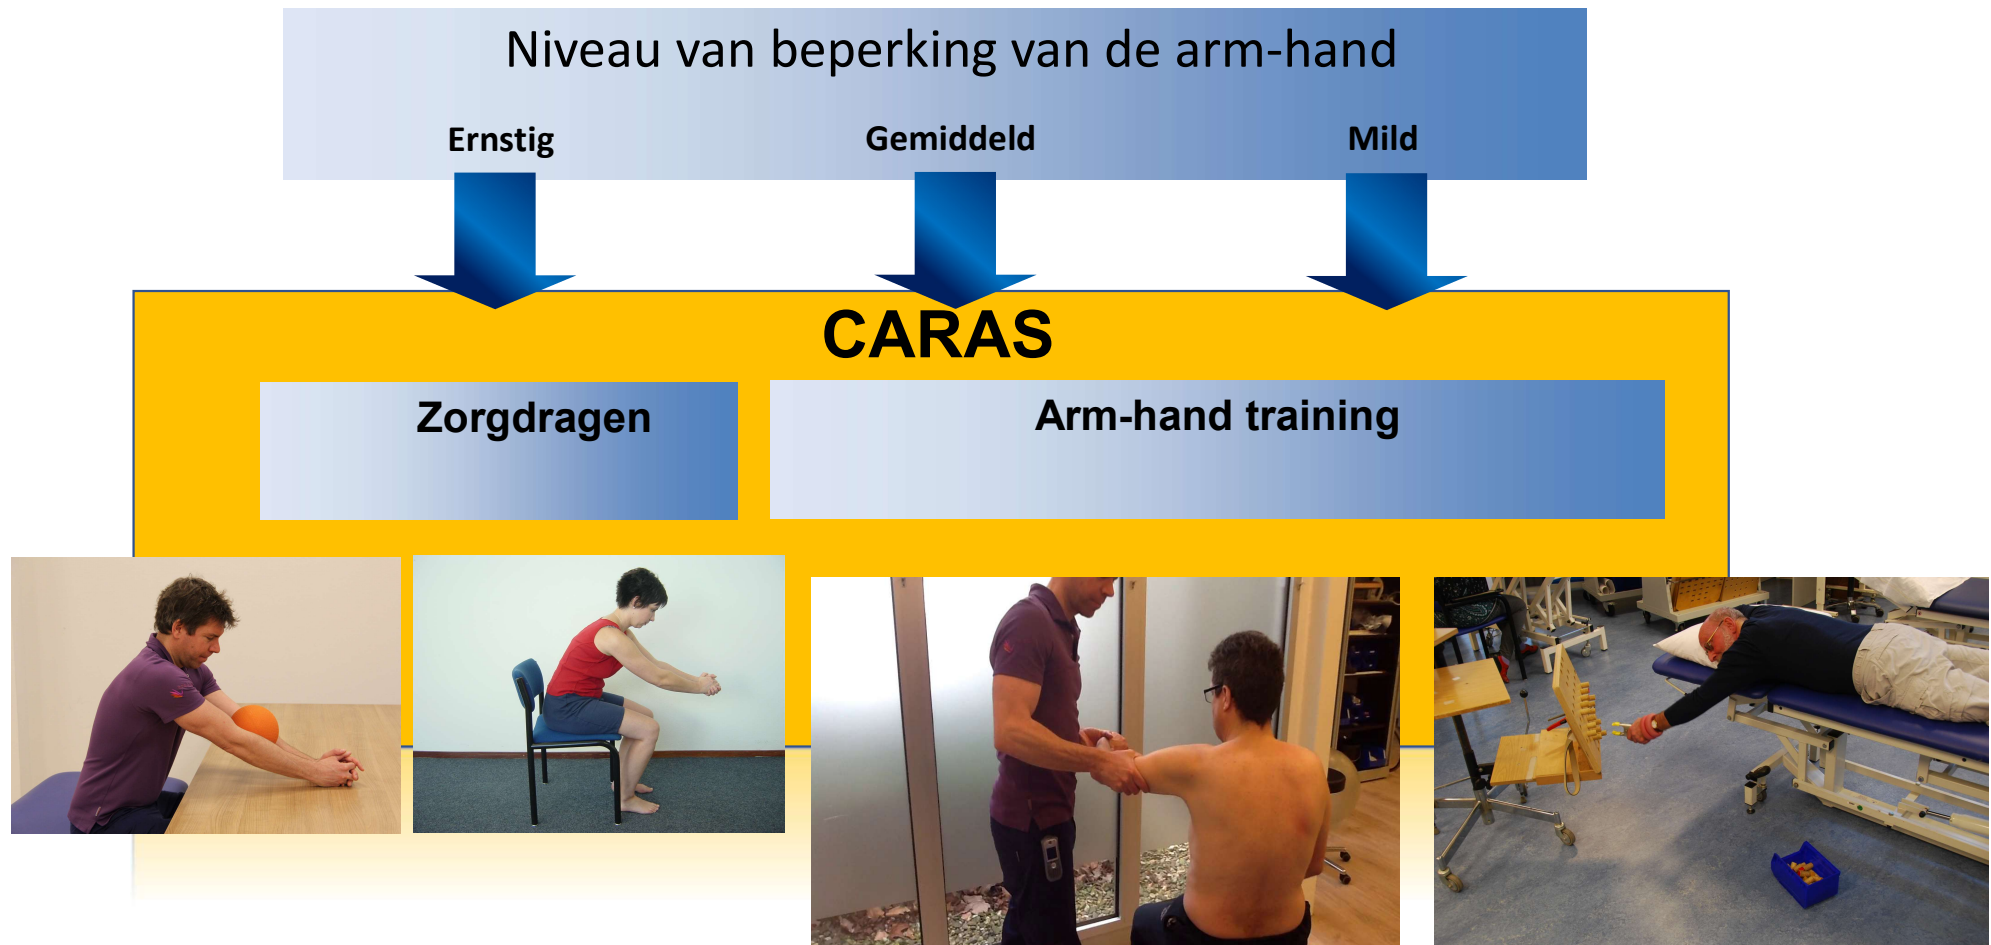 Niveau van beperking van de arm-hand
Ernstig Gemiddeld Mild
CARAS
Zorgdragen Arm-hand training